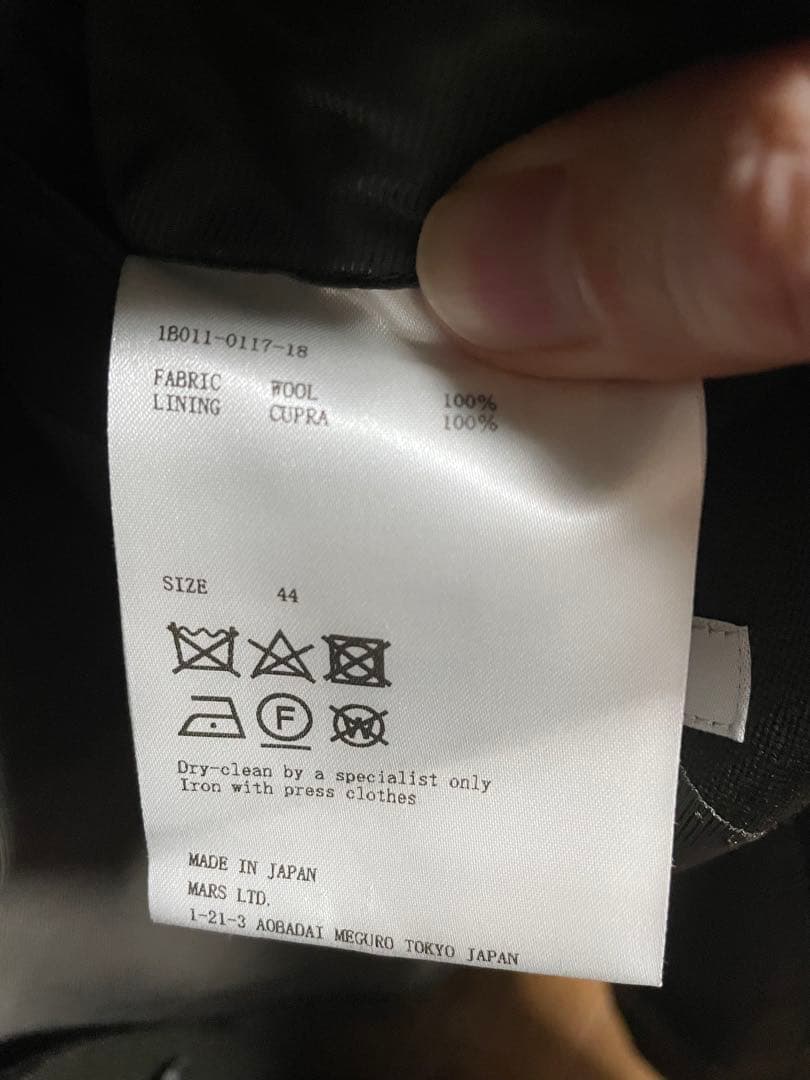 1B011-0117-18
FABRIC WOOL 100%
LINING CUPRA 100%
SIZE 44
F
W
Dry-clean by a specialist only
Iron with press clothes
MADE IN JAPAN
MARS LTD.
1-21-3 AOBADAI MEGURO TOKYO JAPAN